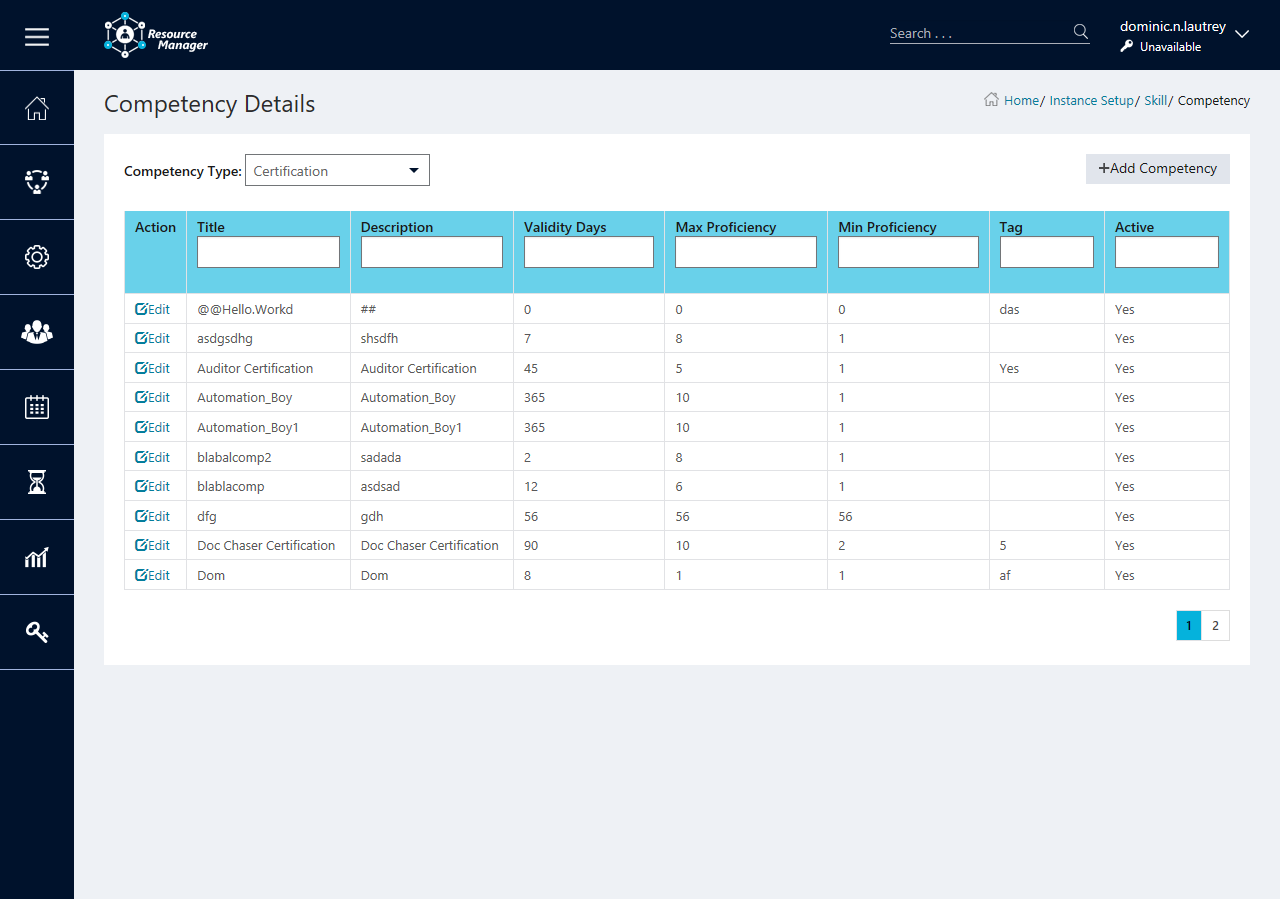 Resource Manager
Search . . .
dominic.n.lautrey
Unavailable
Competency Details
Home/ Instance Setup/ Skill/ Competency
Competency Type: Certification
+Add Competency
Action Title Description Validity Days Max Proficiency Min Proficiency Tag Active
Edit @@Hello.Workd ## 0 0 0 das Yes
Edit asdgsdhg shsdfh 7 8 1 Yes
Edit Auditor Certification Auditor Certification 45 5 1 Yes Yes
Edit Automation_Boy Automation_Boy 365 10 1 Yes
Edit Automation_Boy1 Automation_Boy1 365 10 1 Yes
Edit blabalcomp2 sadada 2 8 1 Yes
Edit blablacomp asdsad 12 6 1 Yes
Edit dfg gdh 56 56 56 Yes
Edit Doc Chaser Certification Doc Chaser Certification 90 10 2 5 Yes
Edit Dom Dom 8 1 1 af Yes
1 2